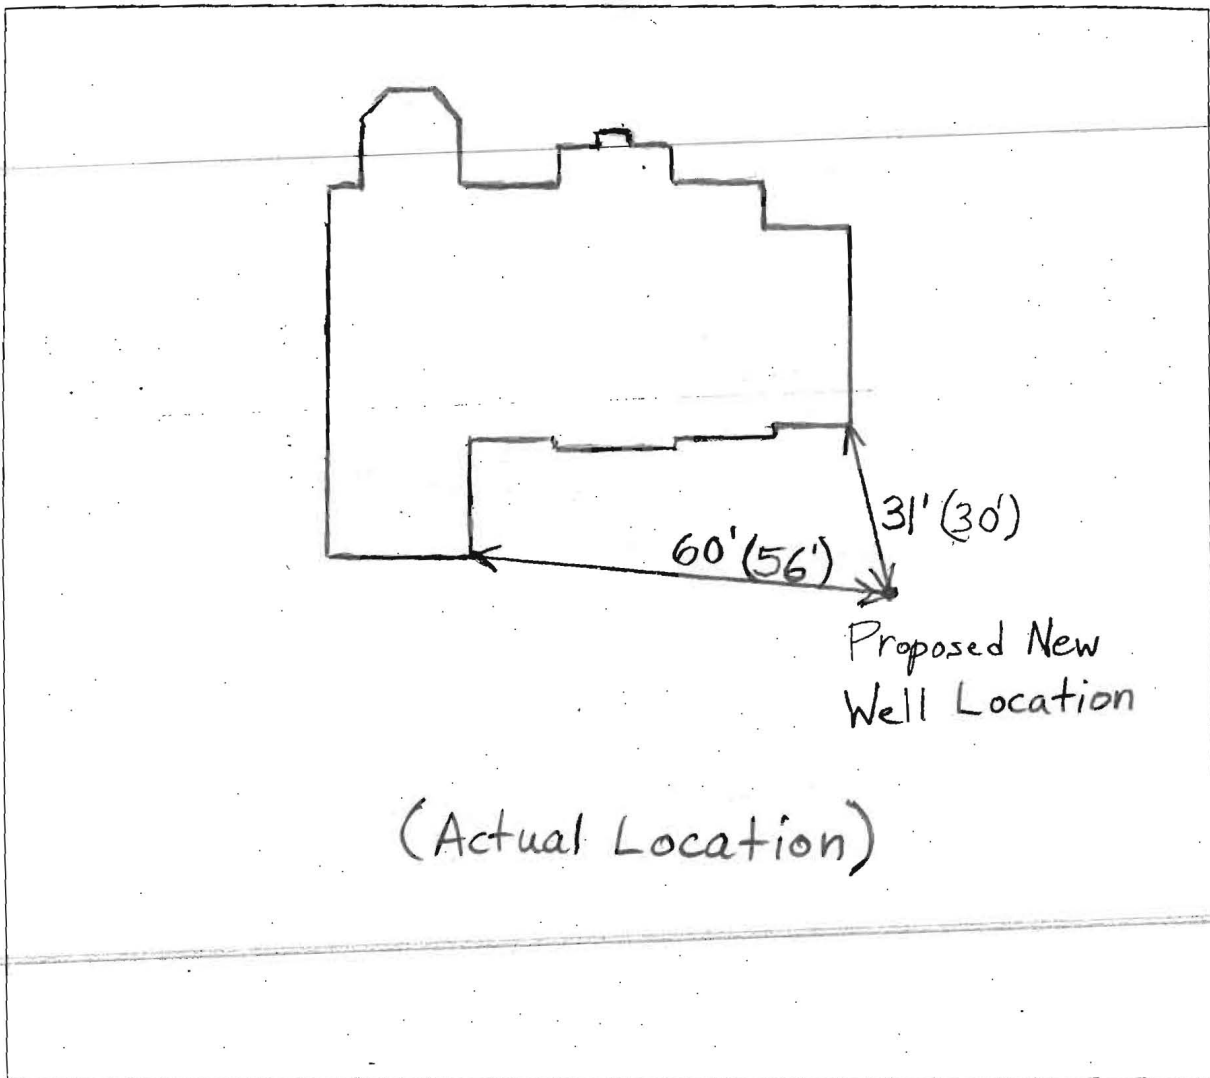 31' (30')
60' (56')
Proposed New
Well Location
(Actual Location)